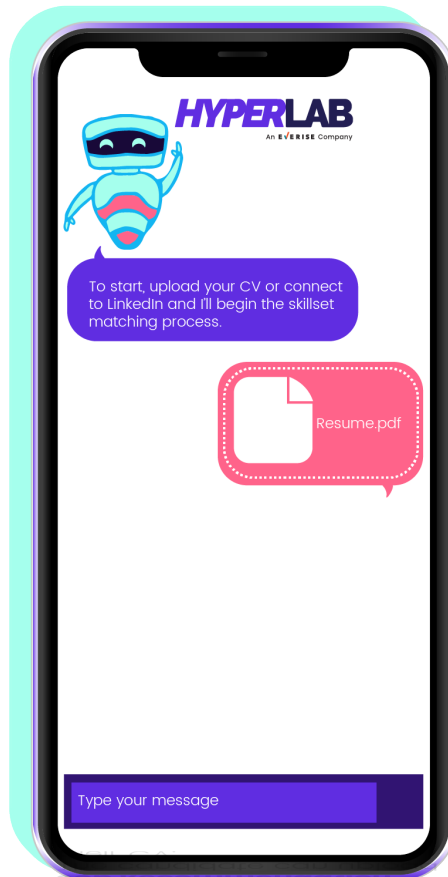 HYPERLAB
An EVERISE Company
To start, upload your CV or connect
to LinkedIn and I'll begin the skillset
matching process.
Resume.pdf
Type your message